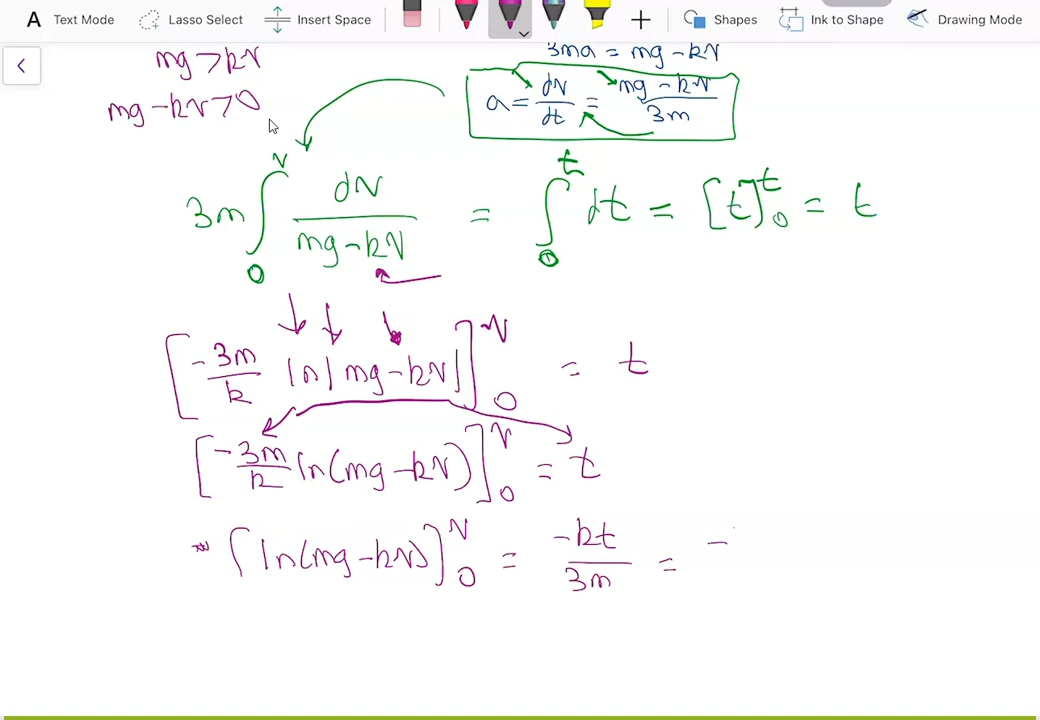 A Text Mode Lasso Select Insert Space Shapes Ink to Shape Drawing Mode
mg > kv
3ma = mg - kv
mg - kv > 0
a = dv/dt = (mg - kv)/3m
3m ∫₀ᵛ dv/(mg - kv) = ∫₀ᵗ dt = [t]₀ᵗ = t
[-3m/k ln|mg - kv|]₀ᵛ = t
[-3m/k ln(mg - kv)]₀ᵛ = t
[ln(mg - kv)]₀ᵛ = -kt/3m = -